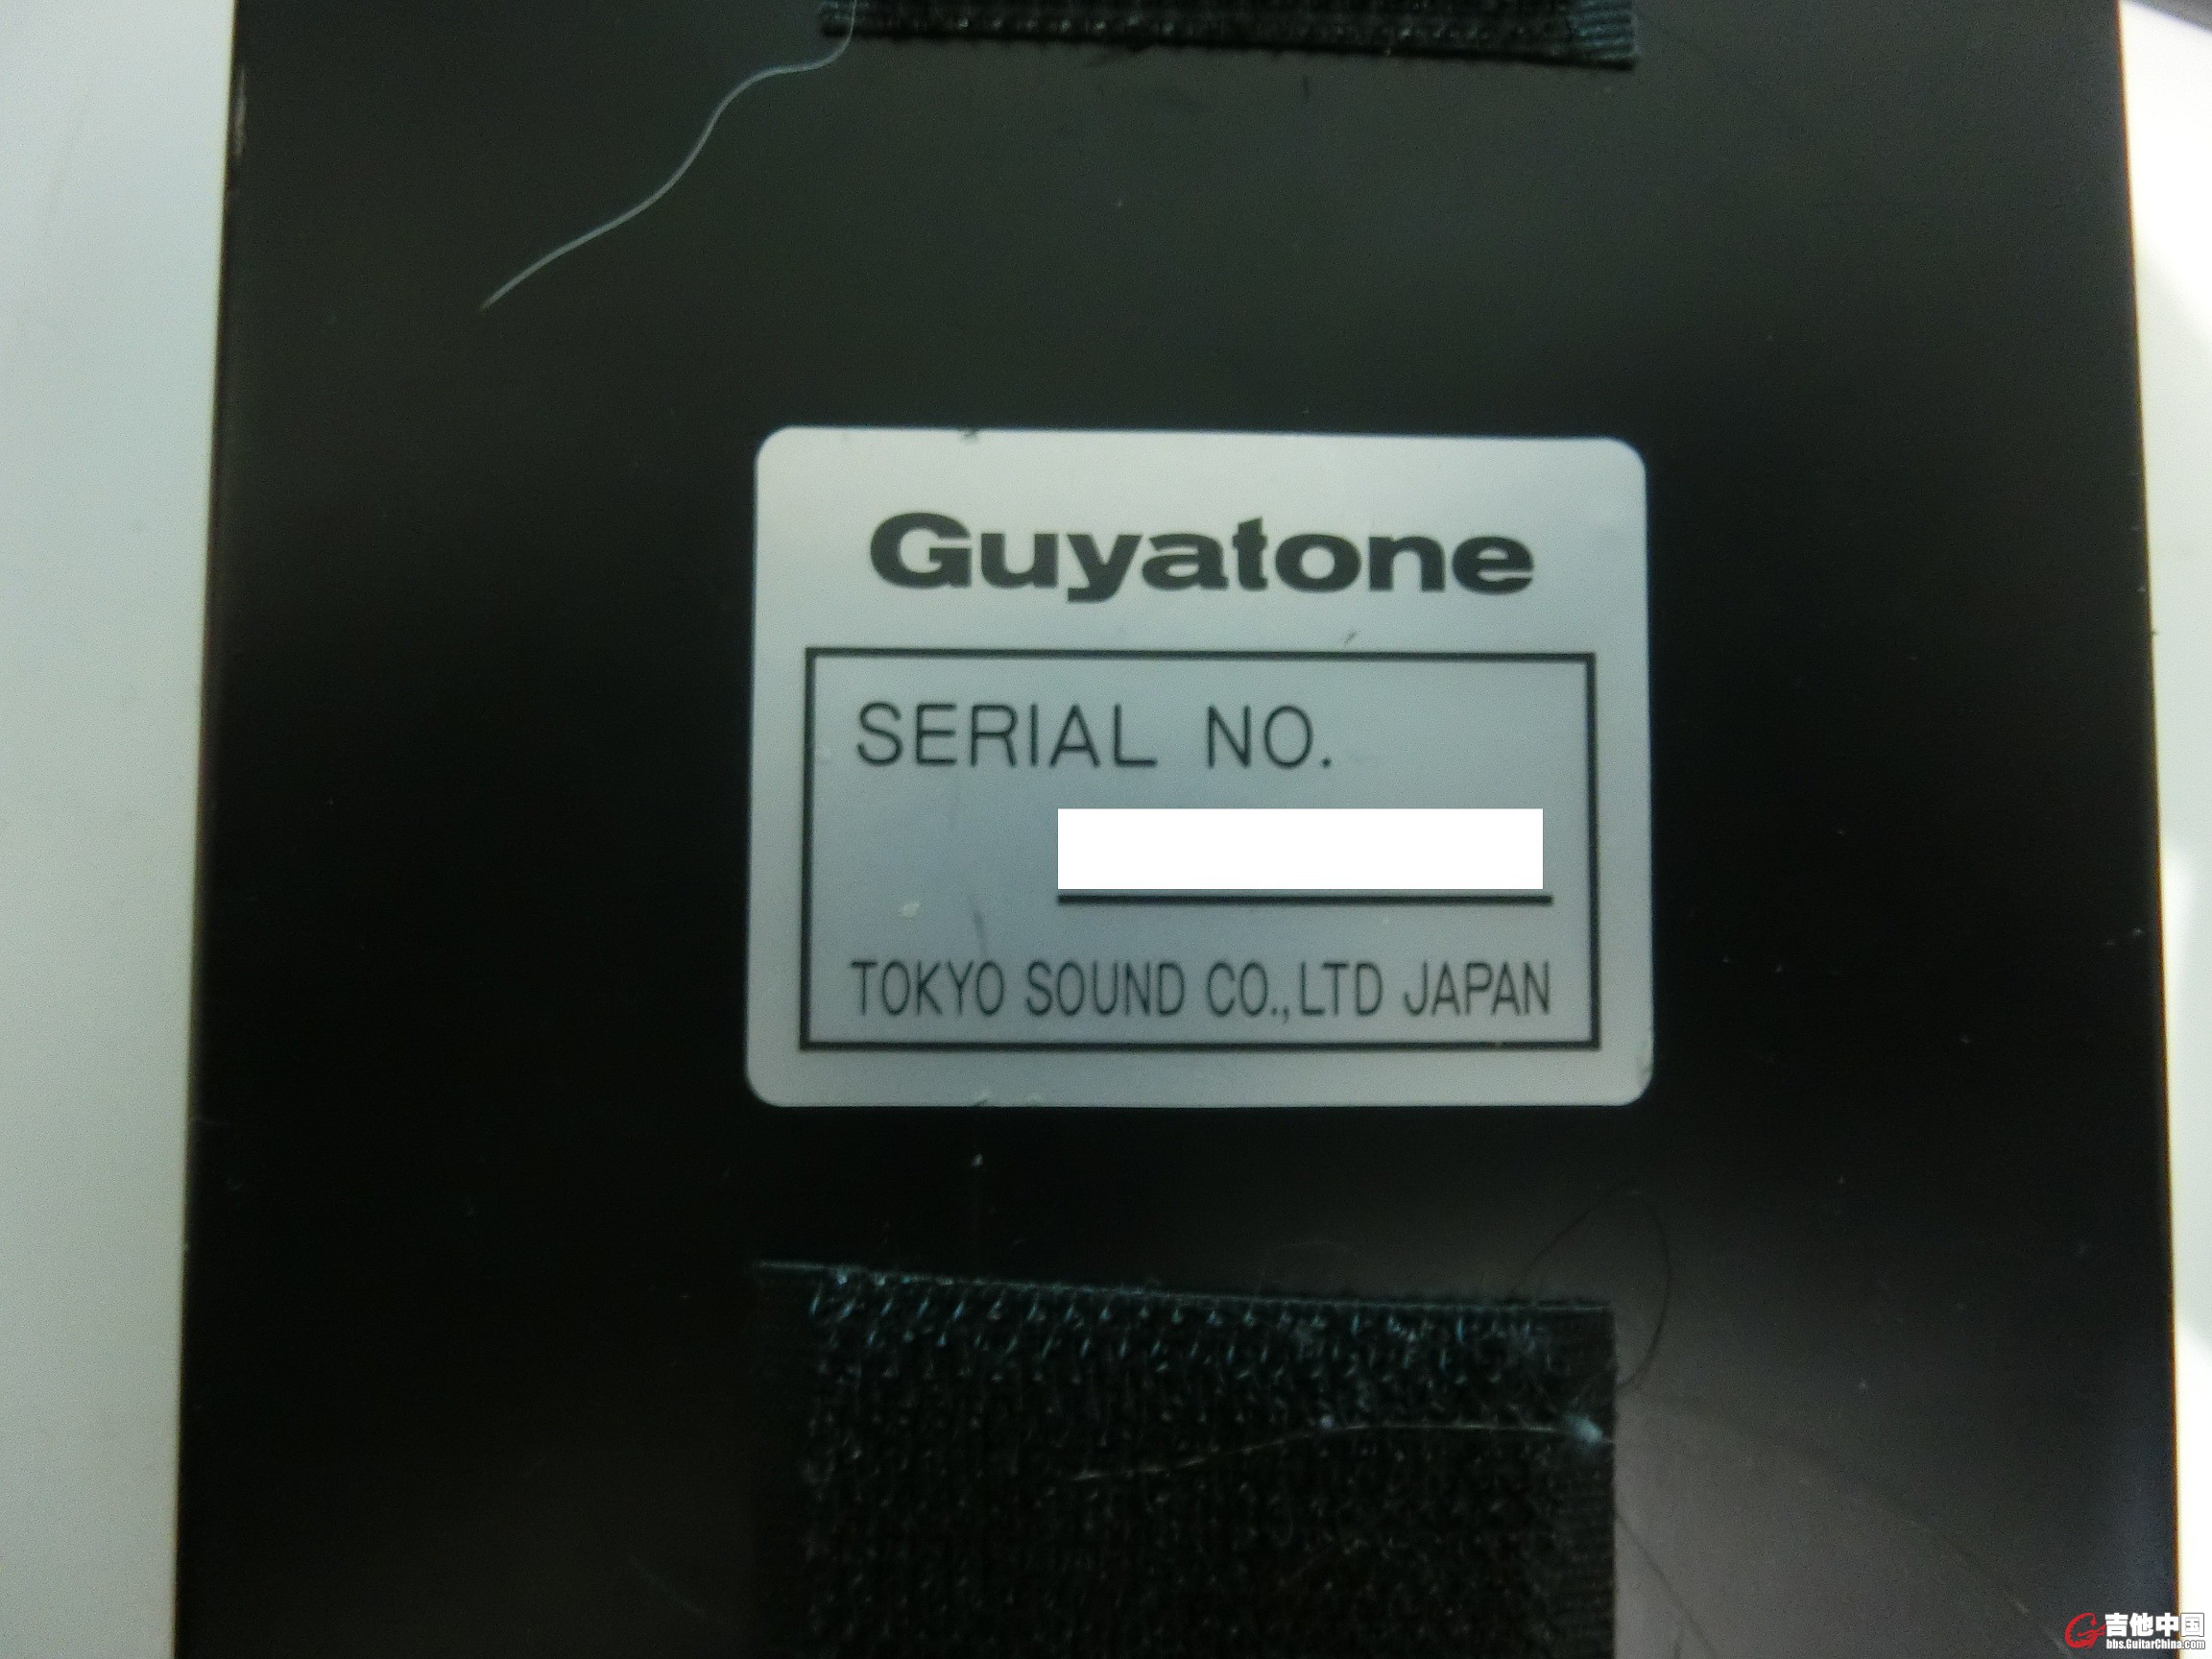 Guyatone
SERIAL NO.
TOKYO SOUND CO.,LTD JAPAN
吉他中国
bbs.GuitarChina.com